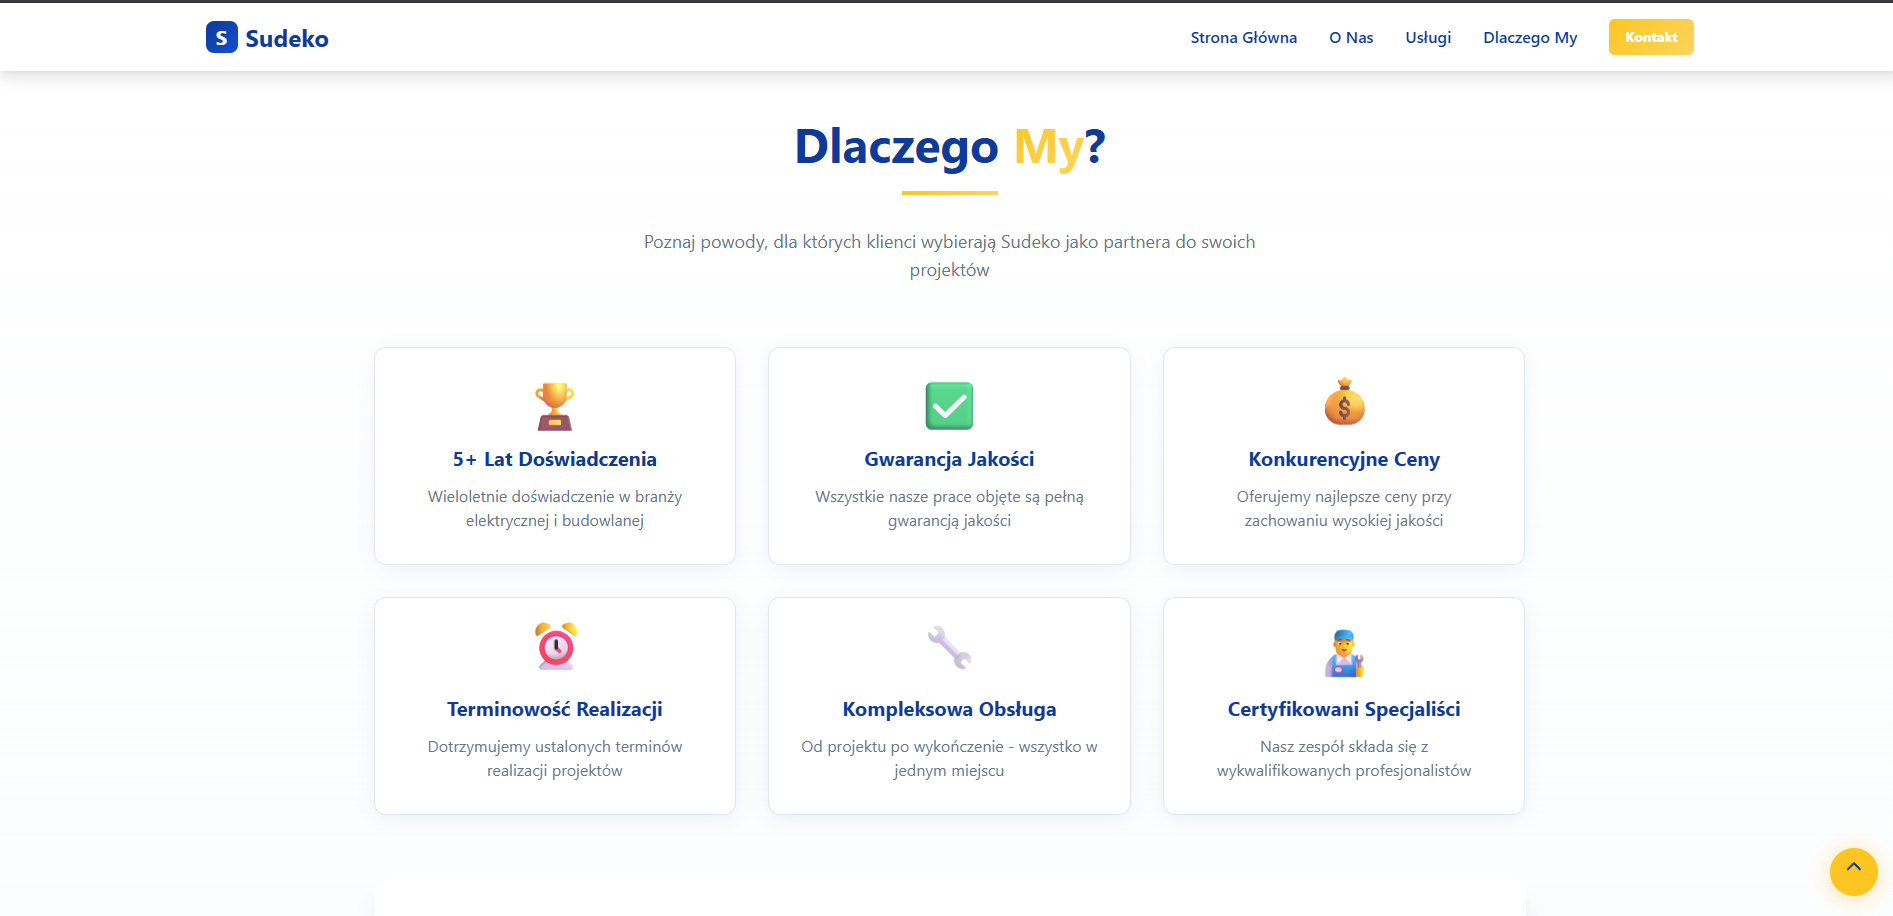 S Sudeko
Strona Główna
O Nas
Usługi
Dlaczego My
Kontakt
Dlaczego My?
Poznaj powody, dla których klienci wybierają Sudeko jako partnera do swoich
projektów
5+ Lat Doświadczenia
Wieloletnie doświadczenie w branży
elektrycznej i budowlanej
Gwarancja Jakości
Wszystkie nasze prace objęte są pełną
gwarancją jakości
$
Konkurencyjne Ceny
Oferujemy najlepsze ceny przy
zachowaniu wysokiej jakości
Terminowość Realizacji
Dotrzymujemy ustalonych terminów
realizacji projektów
Kompleksowa Obsługa
Od projektu po wykończenie - wszystko w
jednym miejscu
Certyfikowani Specjaliści
Nasz zespół składa się z
wykwalifikowanych profesjonalistów